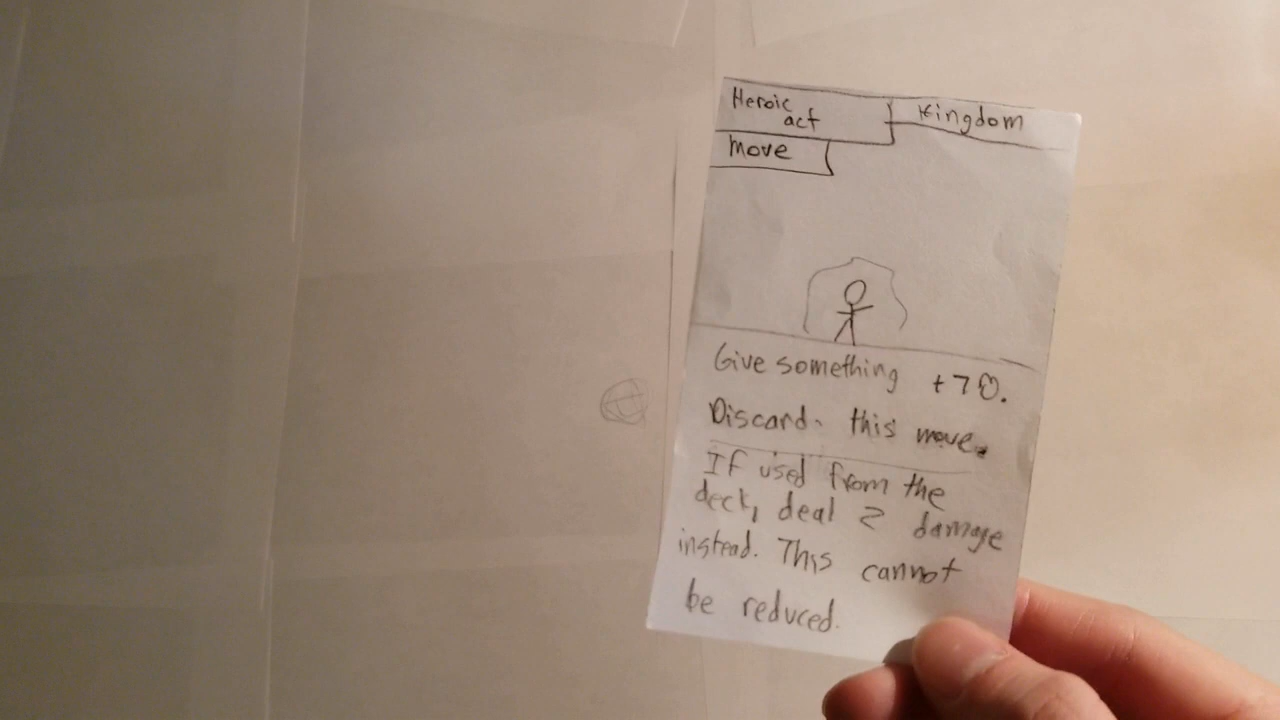 Heroic
act
Kingdom
move
Give something +7
Discard. this move.
If used from the
deck, deal 2 damage
instead. This cannot
be reduced.